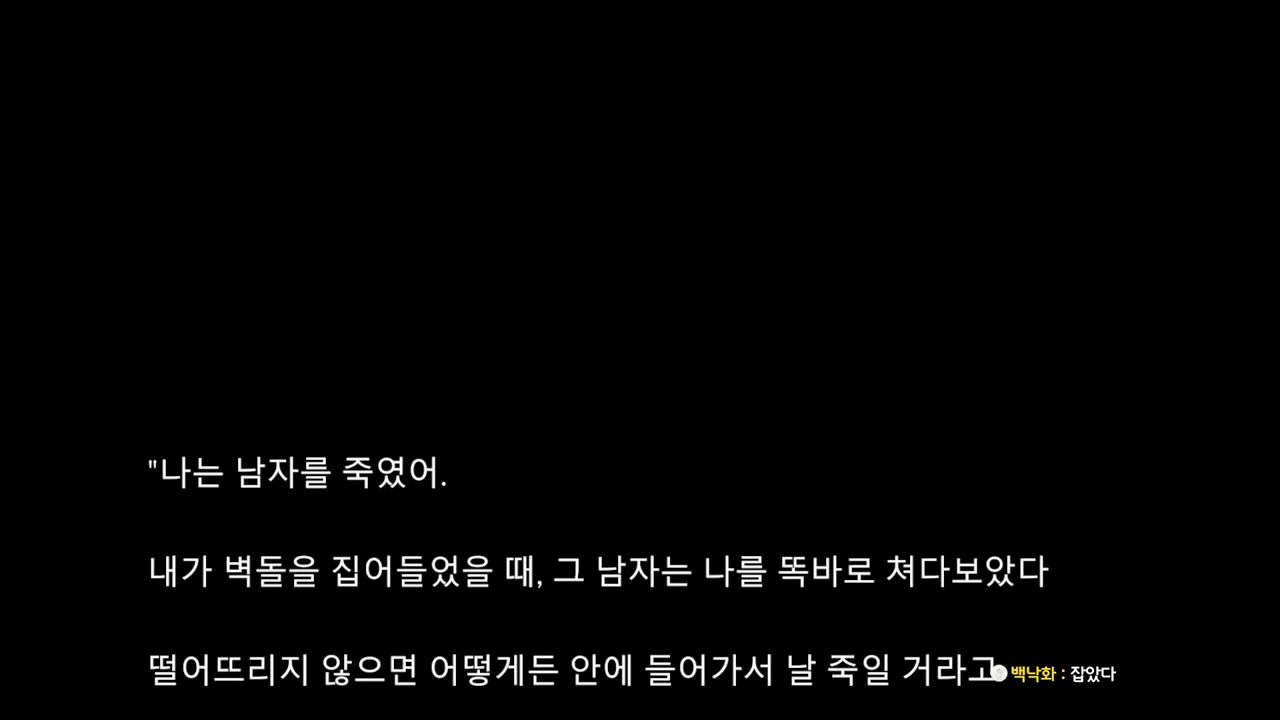 "나는 남자를 죽였어.
내가 벽돌을 집어들었을 때, 그 남자는 나를 똑바로 쳐다보았다
떨어뜨리지 않으면 어떻게든 안에 들어가서 날 죽일 거라고
백낙화 : 잡았다